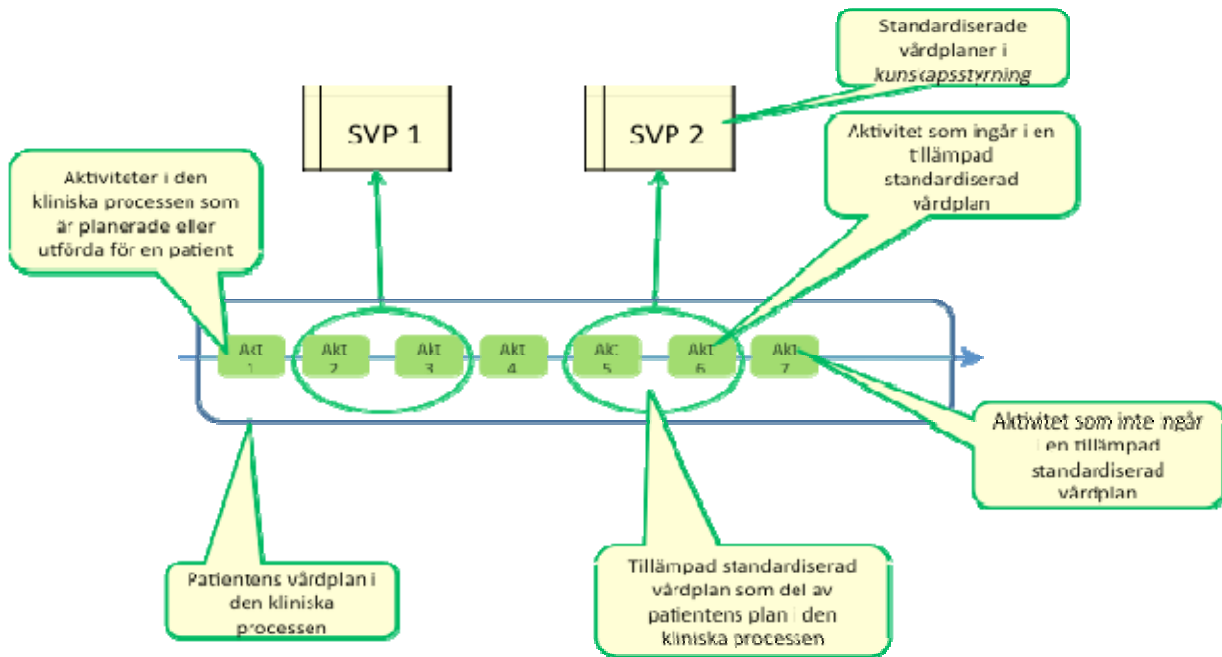 Standardiserade
vårdplaner i
kunskapsstyrning
SVP 1
SVP 2
Aktivitet som ingår i en
tillämpad
standardiserad
vårdplan
Aktiviteter i den
kliniska processen som
är planerade eller
utförda för en patient
Akt
1
Akt
2
Akt
3
Akt
4
Akt
5
Akt
6
Akt
7
Aktivitet som inte ingår
i en tillämpad
standardiserad
vårdplan
Patientens vårdplan i
den kliniska
processen
Tillämpad standardiserad
vårdplan som del av
patientens plan i den
kliniska processen